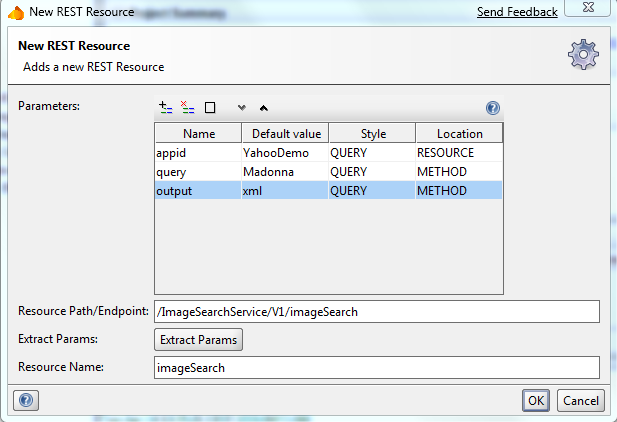 New REST Resource
Project Summary
Send Feedback
New REST Resource
Adds a new REST Resource
Parameters:
Name Default value Style Location
appid YahooDemo QUERY RESOURCE
query Madonna QUERY METHOD
output xml QUERY METHOD
Resource Path/Endpoint: /ImageSearchService/V1/imageSearch
Extract Params: Extract Params
Resource Name: imageSearch
OK Cancel